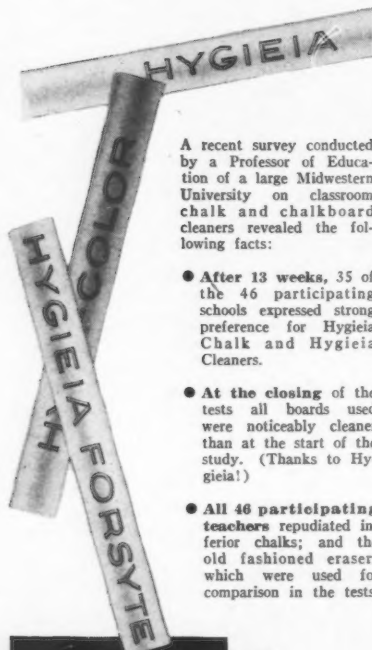 HYGIEIA
COLOR
H
HYGIEIA FORSYTE
A recent survey conducted
by a Professor of Educa-
tion of a large Midwestern
University on classroom
chalk and chalkboard
cleaners revealed the fol-
lowing facts:
● After 13 weeks, 35 of
the 46 participating
schools expressed strong
preference for Hygieia
Chalk and Hygieia
Cleaners.
● At the closing of the
tests all boards used
were noticeably cleane
than at the start of the
study. (Thanks to Hy-
gieia!)
● All 46 participating
teachers repudiated in
ferior chalks; and th
old fashioned eraser
which were used fo
comparison in the tests